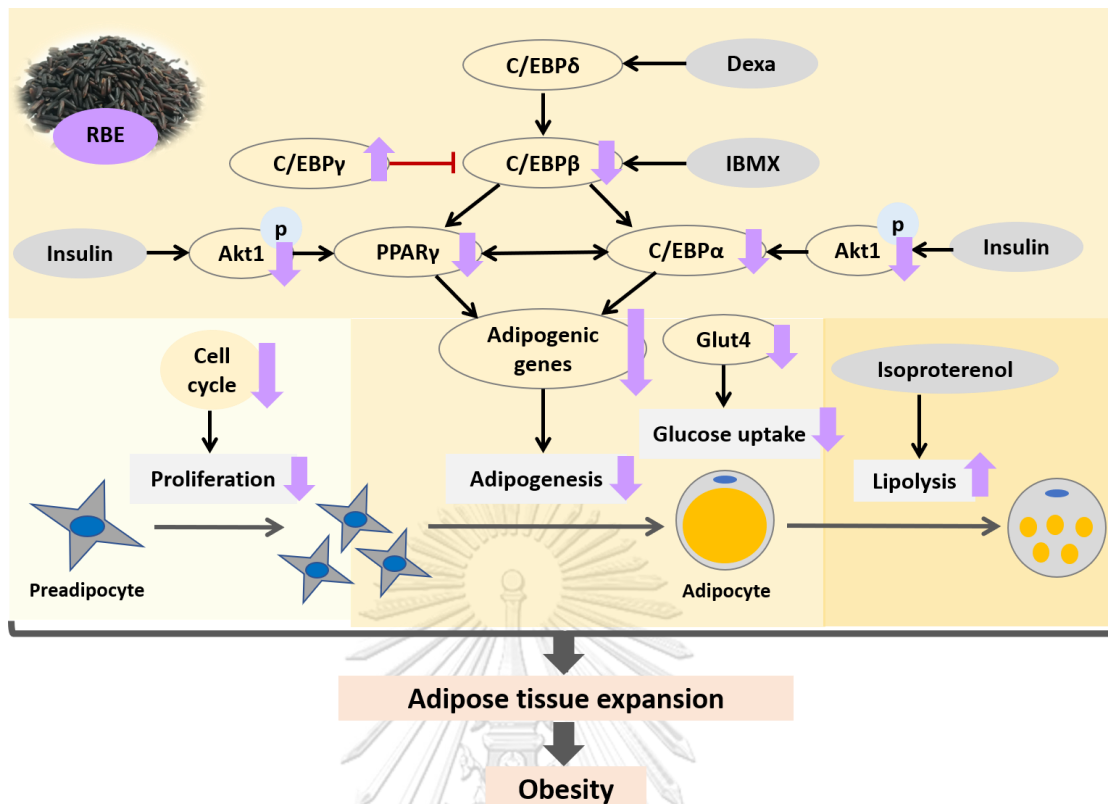 C/EBPδ
Dexa
RBE
C/EBPγ
C/EBPβ
IBMX
p
p
Insulin
Akt1
PPARγ
C/EBPα
Akt1
Insulin
Adipogenic
genes
Glut4
Cell
cycle
Isoproterenol
Glucose uptake
Proliferation
Adipogenesis
Lipolysis
Preadipocyte
Adipocyte
Adipose tissue expansion
Obesity